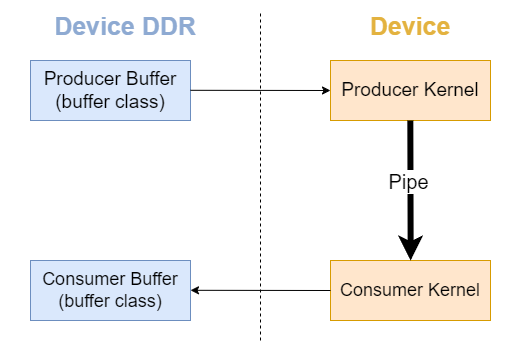 Device DDR
Device
Producer Buffer
(buffer class)
Producer Kernel
Pipe
Consumer Buffer
(buffer class)
Consumer Kernel